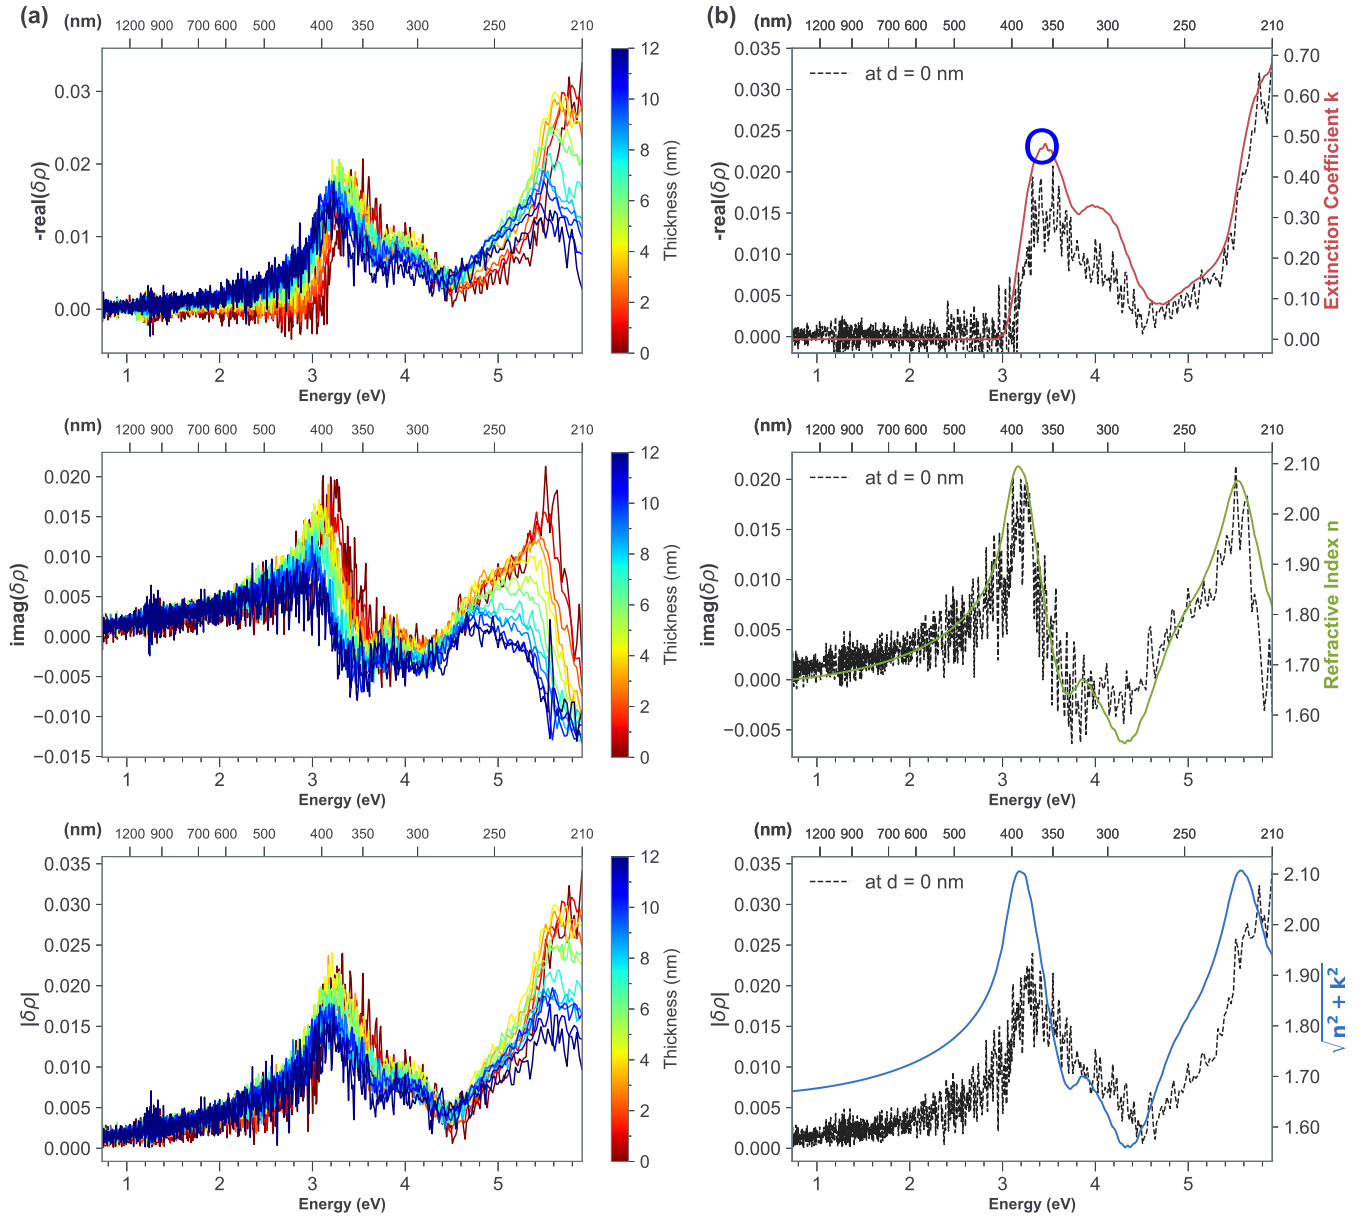 (a)
(nm) 1200 900 700 600 500 400 350 300 250 210
0.03
0.02
0.01
0.00
-real(δρ)
1 2 3 4 5
Energy (eV)
12
10
8
6
4
2
0
Thickness (nm)
(b)
(nm) 1200 900 700 600 500 400 350 300 250 210
0.035
0.030
0.025
0.020
0.015
0.010
0.005
0.000
-real(δρ)
at d = 0 nm
0.70
0.60
0.50
0.40
0.30
0.20
0.10
0.00
Extinction Coefficient k
1 2 3 4 5
Energy (eV)
(nm) 1200 900 700 600 500 400 350 300 250 210
0.020
0.015
0.010
0.005
0.000
−0.005
−0.010
−0.015
imag(δρ)
1 2 3 4 5
Energy (eV)
12
10
8
6
4
2
0
Thickness (nm)
(nm) 1200 900 700 600 500 400 350 300 250 210
0.020
0.015
0.010
0.005
0.000
−0.005
imag(δρ)
at d = 0 nm
2.10
2.00
1.90
1.80
1.70
1.60
Refractive Index n
1 2 3 4 5
Energy (eV)
(nm) 1200 900 700 600 500 400 350 300 250 210
0.035
0.030
0.025
0.020
0.015
0.010
0.005
0.000
|δρ|
1 2 3 4 5
Energy (eV)
12
10
8
6
4
2
0
Thickness (nm)
(nm) 1200 900 700 600 500 400 350 300 250 210
0.035
0.030
0.025
0.020
0.015
0.010
0.005
0.000
|δρ|
at d = 0 nm
2.10
2.00
1.90
1.80
1.70
1.60
√n² + k²
1 2 3 4 5
Energy (eV)